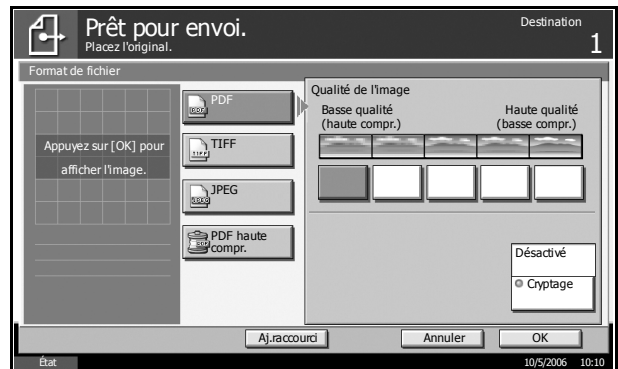 Prêt pour envoi.
Placez l'original.
Destination
1
Format de fichier
Appuyez sur [OK] pour
afficher l'image.
PDF
TIFF
JPEG
PDF haute
compr.
Qualité de l'image
Basse qualité
(haute compr.)
Haute qualité
(basse compr.)
Désactivé
Cryptage
Aj.raccourci
Annuler
OK
État
10/5/2006 10:10